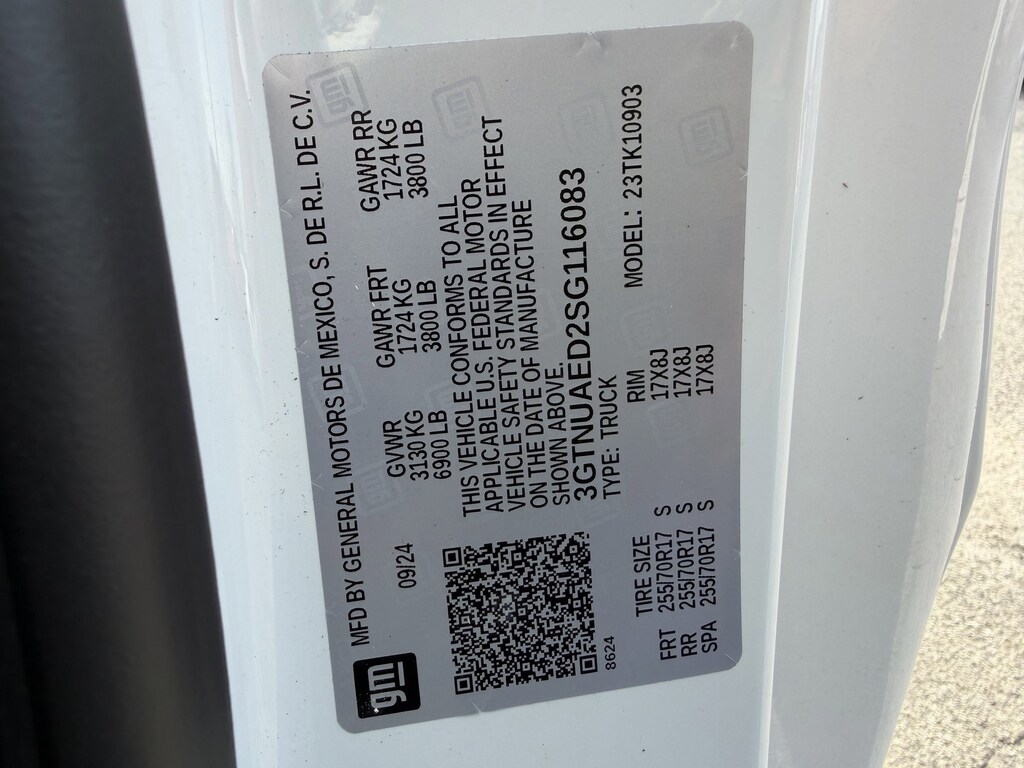 gm
MFD BY GENERAL MOTORS DE MEXICO, S. DE R.L. DE C.V.
09/24
GVWR GAWR FRT GAWR RR
3130 KG 1724 KG 1724 KG
6900 LB 3800 LB 3800 LB
THIS VEHICLE CONFORMS TO ALL
APPLICABLE U.S. FEDERAL MOTOR
VEHICLE SAFETY STANDARDS IN EFFECT
ON THE DATE OF MANUFACTURE
SHOWN ABOVE.
3GTNUAED2SG116083
TYPE: TRUCK
8624
MODEL: 23TK10903
TIRE SIZE RIM
FRT 255/70R17 S 17X8J
RR 255/70R17 S 17X8J
SPA 255/70R17 S 17X8J